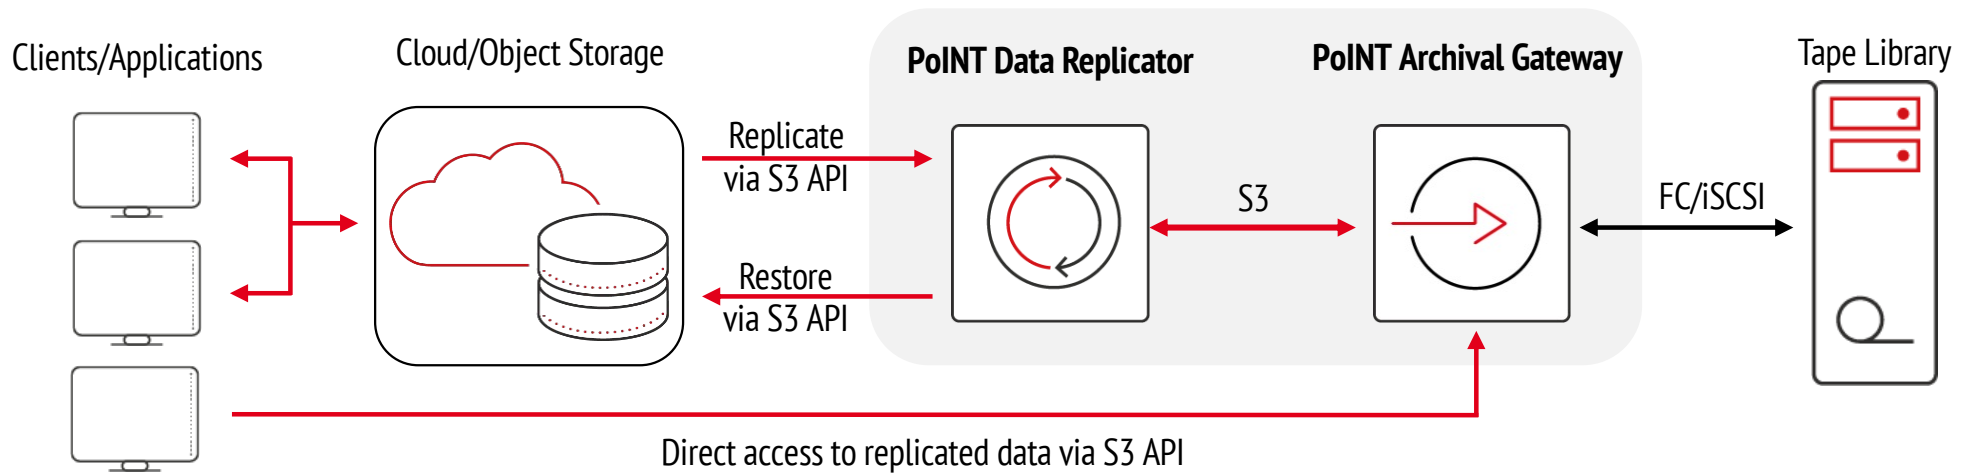 Clients/Applications
Cloud/Object Storage
PoINT Data Replicator
PoINT Archival Gateway
Tape Library
Replicate
via S3 API
S3
FC/iSCSI
Restore
via S3 API
Direct access to replicated data via S3 API